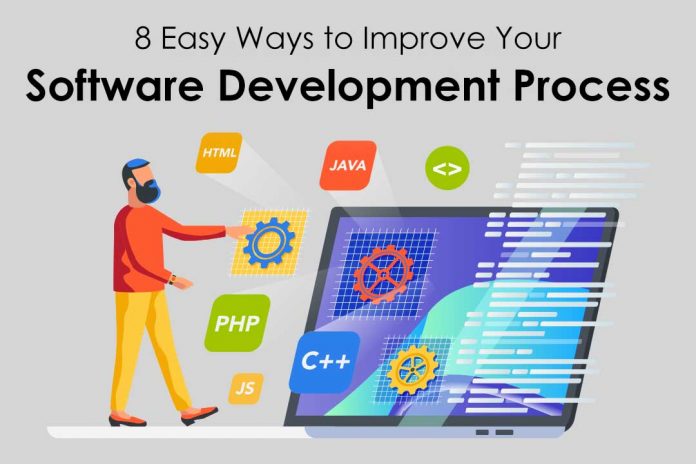 8 Easy Ways to Improve Your
Software Development Process
HTML
JAVA
<>
PHP
C++
JS